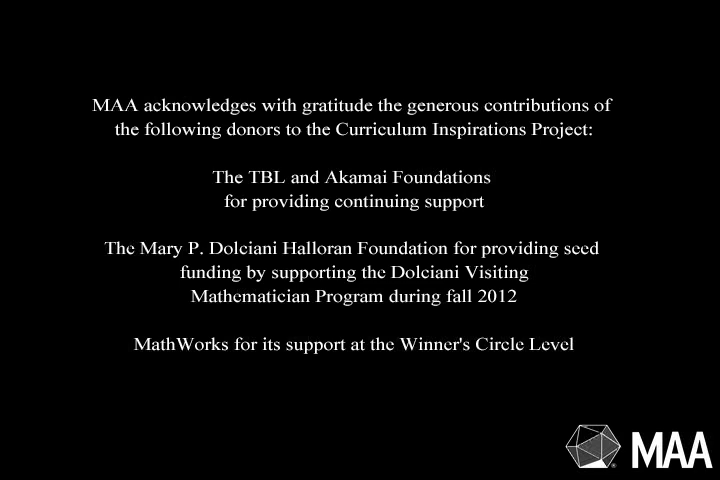 MAA acknowledges with gratitude the generous contributions of
the following donors to the Curriculum Inspirations Project:
The TBL and Akamai Foundations
for providing continuing support
The Mary P. Dolciani Halloran Foundation for providing seed
funding by supporting the Dolciani Visiting
Mathematician Program during fall 2012
MathWorks for its support at the Winner's Circle Level
® MAA